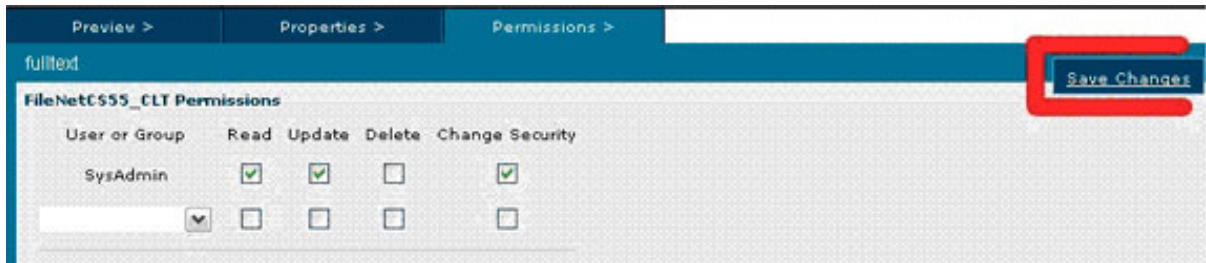 Preview > Properties > Permissions >
fulltext
Save Changes
FileNetCS55_CLT Permissions
User or Group Read Update Delete Change Security
SysAdmin